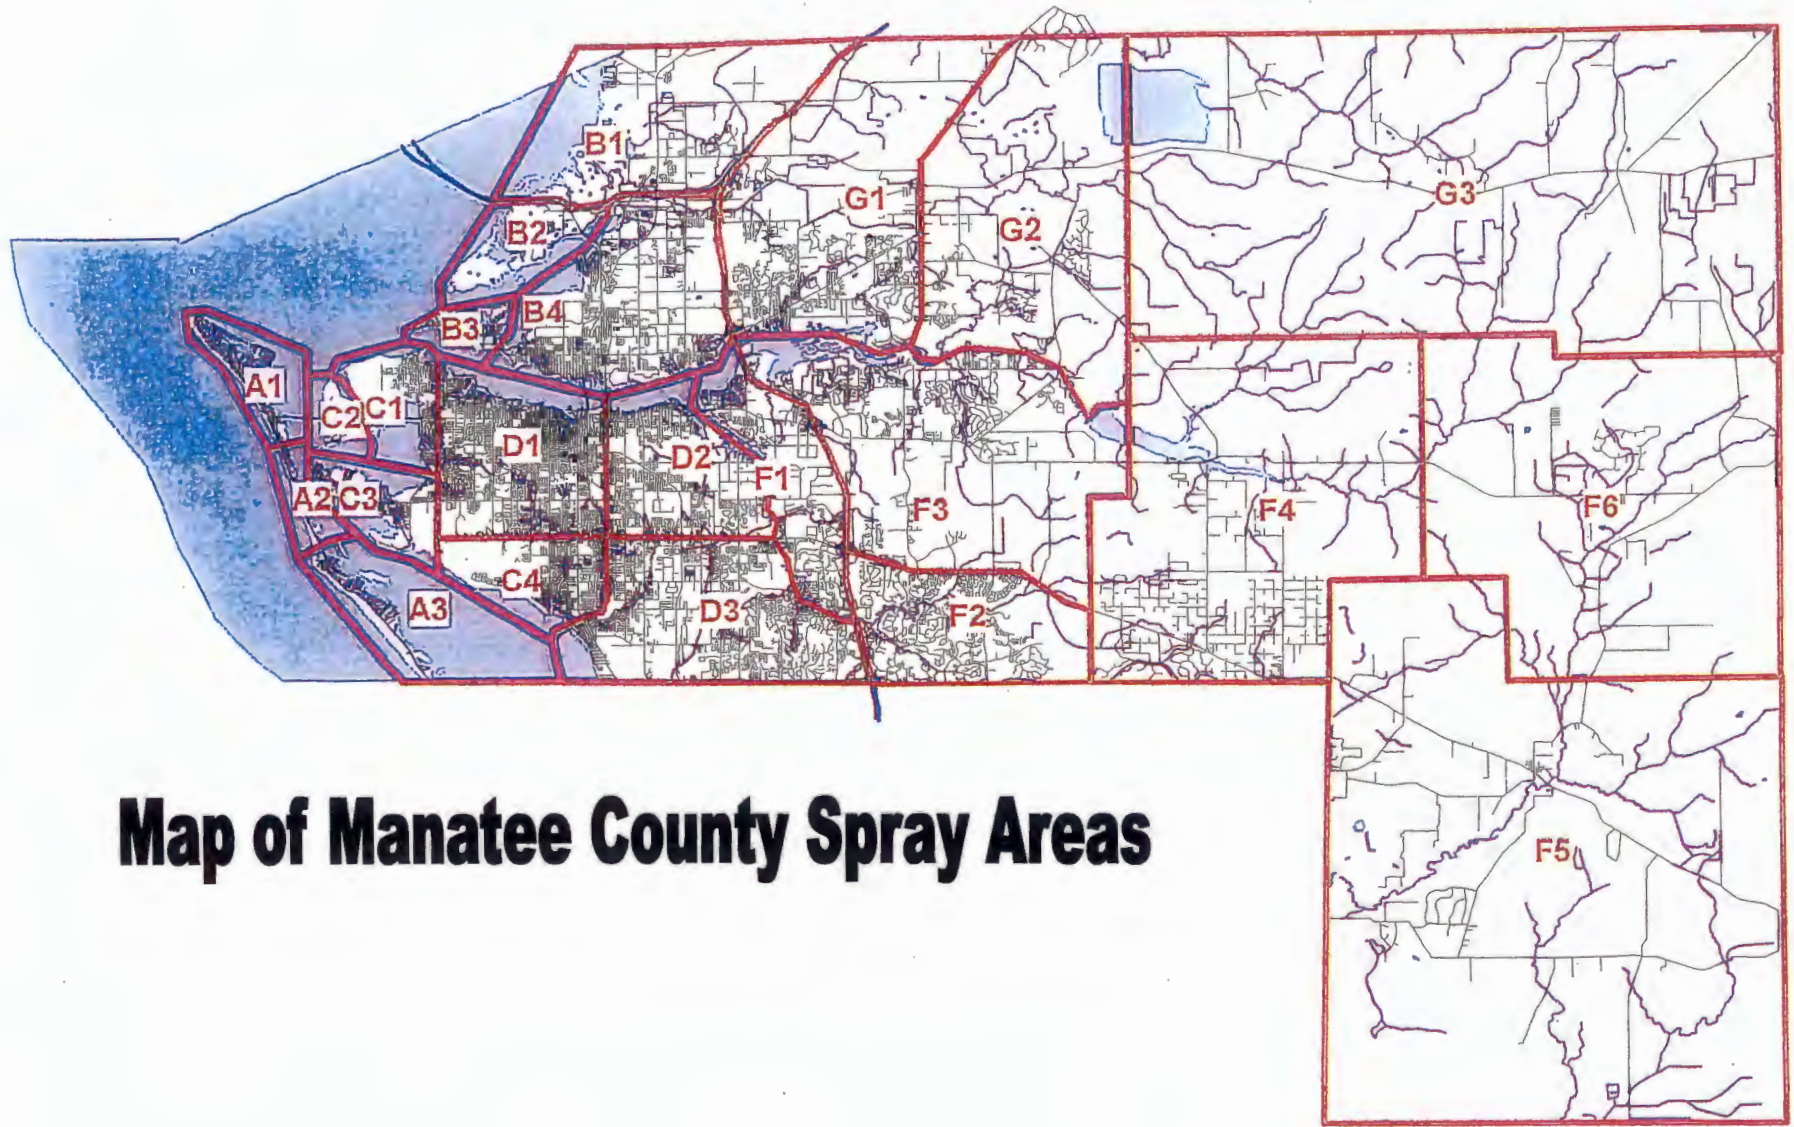 B1
G1
G3
B2
G2
B4
B3
A1
C2
C1
D1
D2
F1
A2
C3
F3
F4
F6
C4
A3
D3
F2
Map of Manatee County Spray Areas
F5